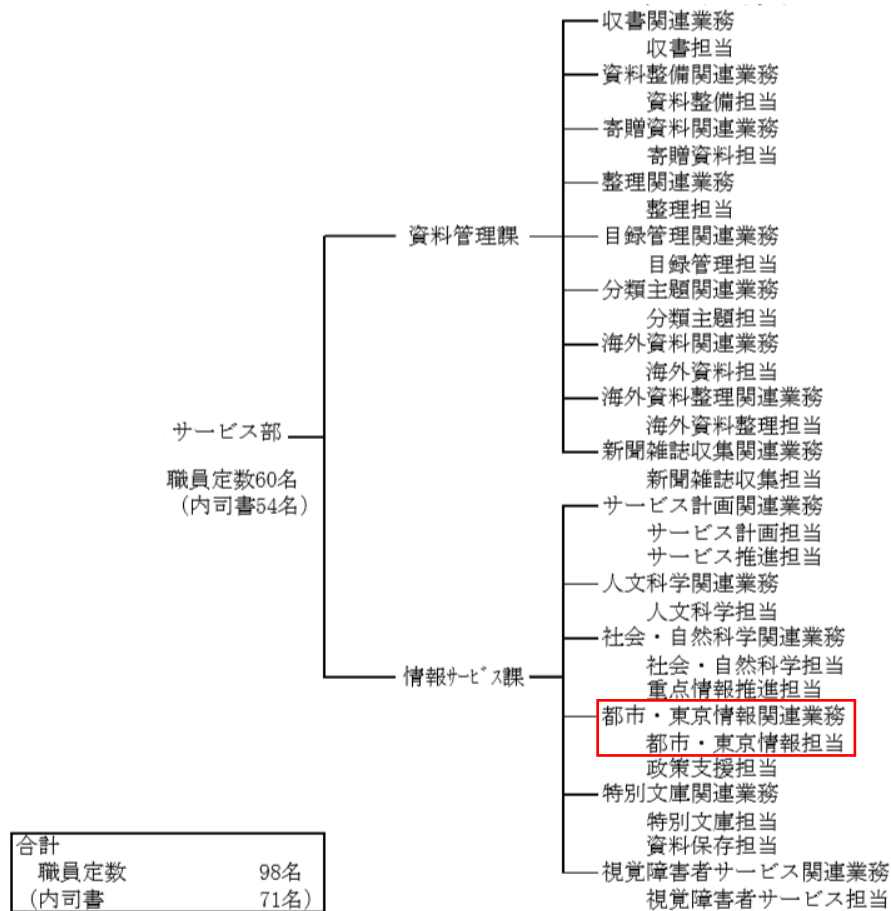 収書関連業務
収書担当
資料整備関連業務
資料整備担当
寄贈資料関連業務
寄贈資料担当
整理関連業務
整理担当
資料管理課
目録管理関連業務
目録管理担当
分類主題関連業務
分類主題担当
海外資料関連業務
海外資料担当
海外資料整理関連業務
海外資料整理担当
サービス部
新聞雑誌収集関連業務
新聞雑誌収集担当
職員定数60名
（内司書54名）
サービス計画関連業務
サービス計画担当
サービス推進担当
人文科学関連業務
人文科学担当
社会・自然科学関連業務
社会・自然科学担当
重点情報推進担当
情報ｻｰﾋﾞｽ課
都市・東京情報関連業務
都市・東京情報担当
政策支援担当
特別文庫関連業務
特別文庫担当
資料保存担当
視覚障害者サービス関連業務
視覚障害者サービス担当
合計
職員定数 98名
（内司書 71名）